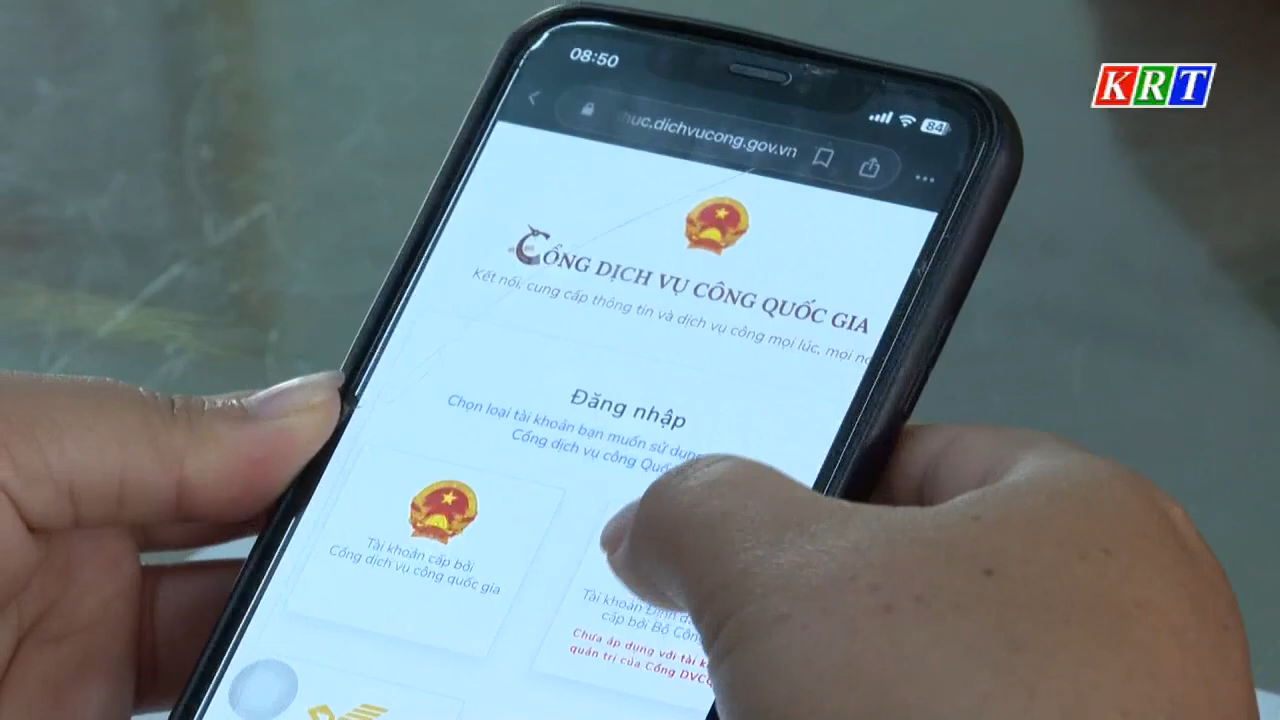 08:50
KRT
84
huc.dichvucong.gov.vn
CỔNG DỊCH VỤ CÔNG QUỐC GIA
Kết nối, cung cấp thông tin và dịch vụ công mọi lúc, mọi
Đăng nhập
Chọn loại tài khoản bạn muốn sử dụng
Cổng dịch vụ công
Tài khoản cấp bởi
Cổng dịch vụ công quốc gia
Tài khoản Định
cấp bởi Bộ
Chưa áp dụng với tài
quản trị của Cổng